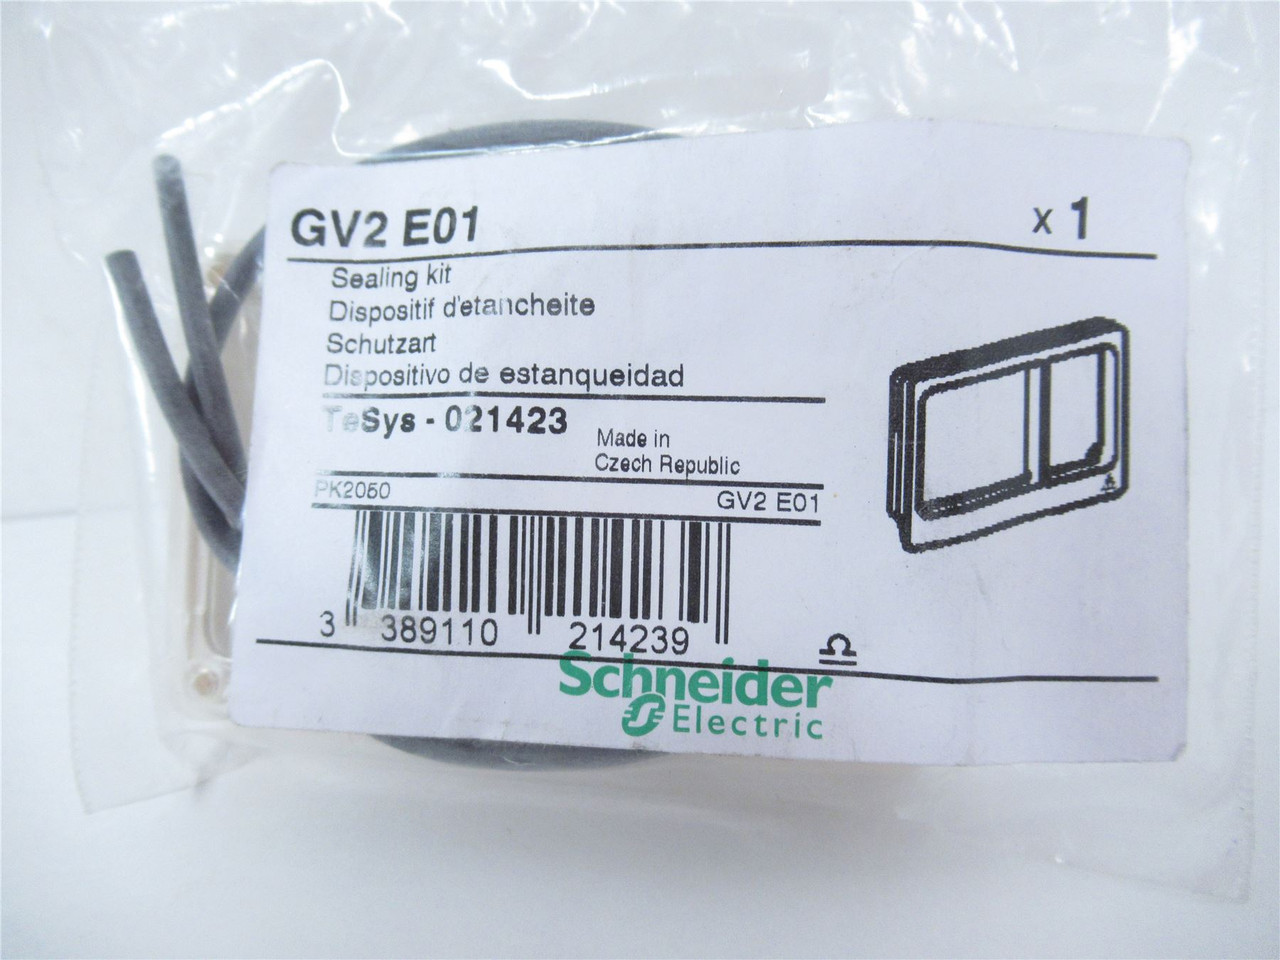 GV2 E01 x 1
Sealing kit
Dispositif d'etancheite
Schutzart
Dispositivo de estanqueidad
TeSys - 021423
Made in
Czech Republic
PK2050 GV2 E01
3 389110 214239
Schneider
Electric